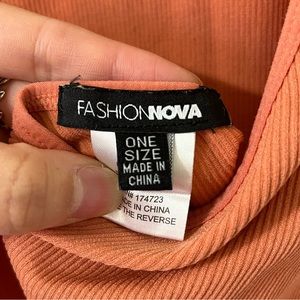 FASHIONNOVA
ONE
SIZE
MADE IN
CHINA
174723
IN CHINA
THE REVERSE